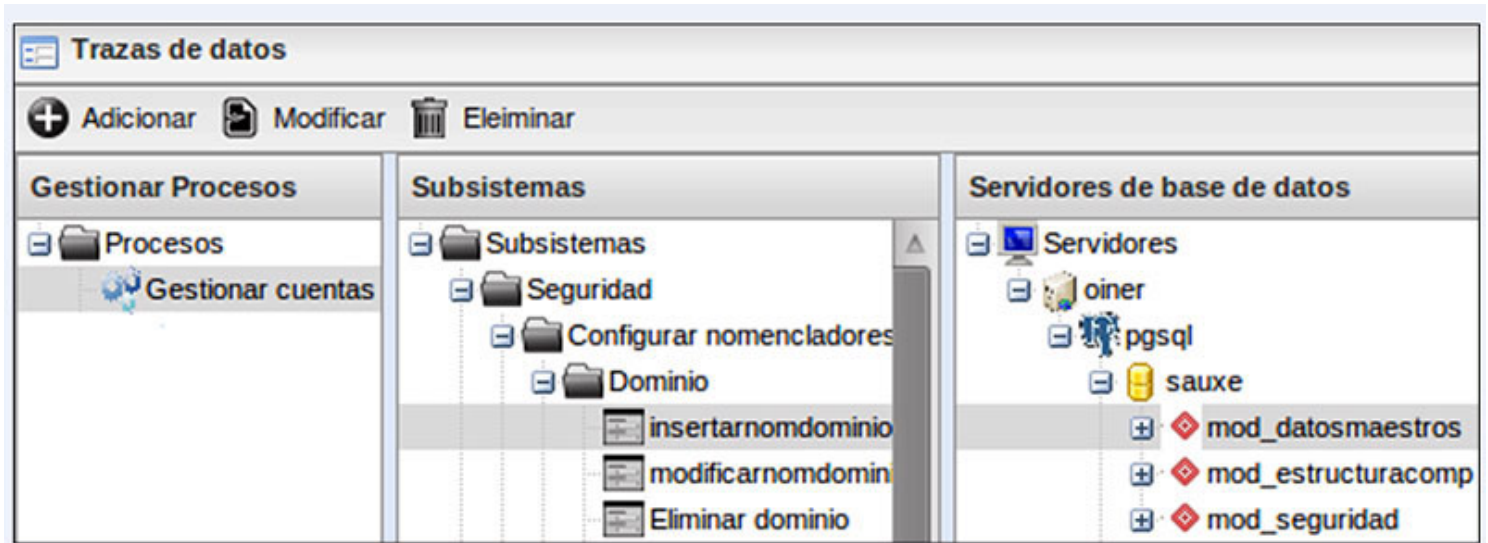 Trazas de datos
Adicionar Modificar Eleiminar
Gestionar Procesos
Procesos
Gestionar cuentas
Subsistemas
Subsistemas
Seguridad
Configurar nomencladores
Dominio
insertarnomdominio
modificarnomdomini
Eliminar dominio
Servidores de base de datos
Servidores
oiner
pgsql
sauxe
mod_datosmaestros
mod_estructuracomp
mod_seguridad